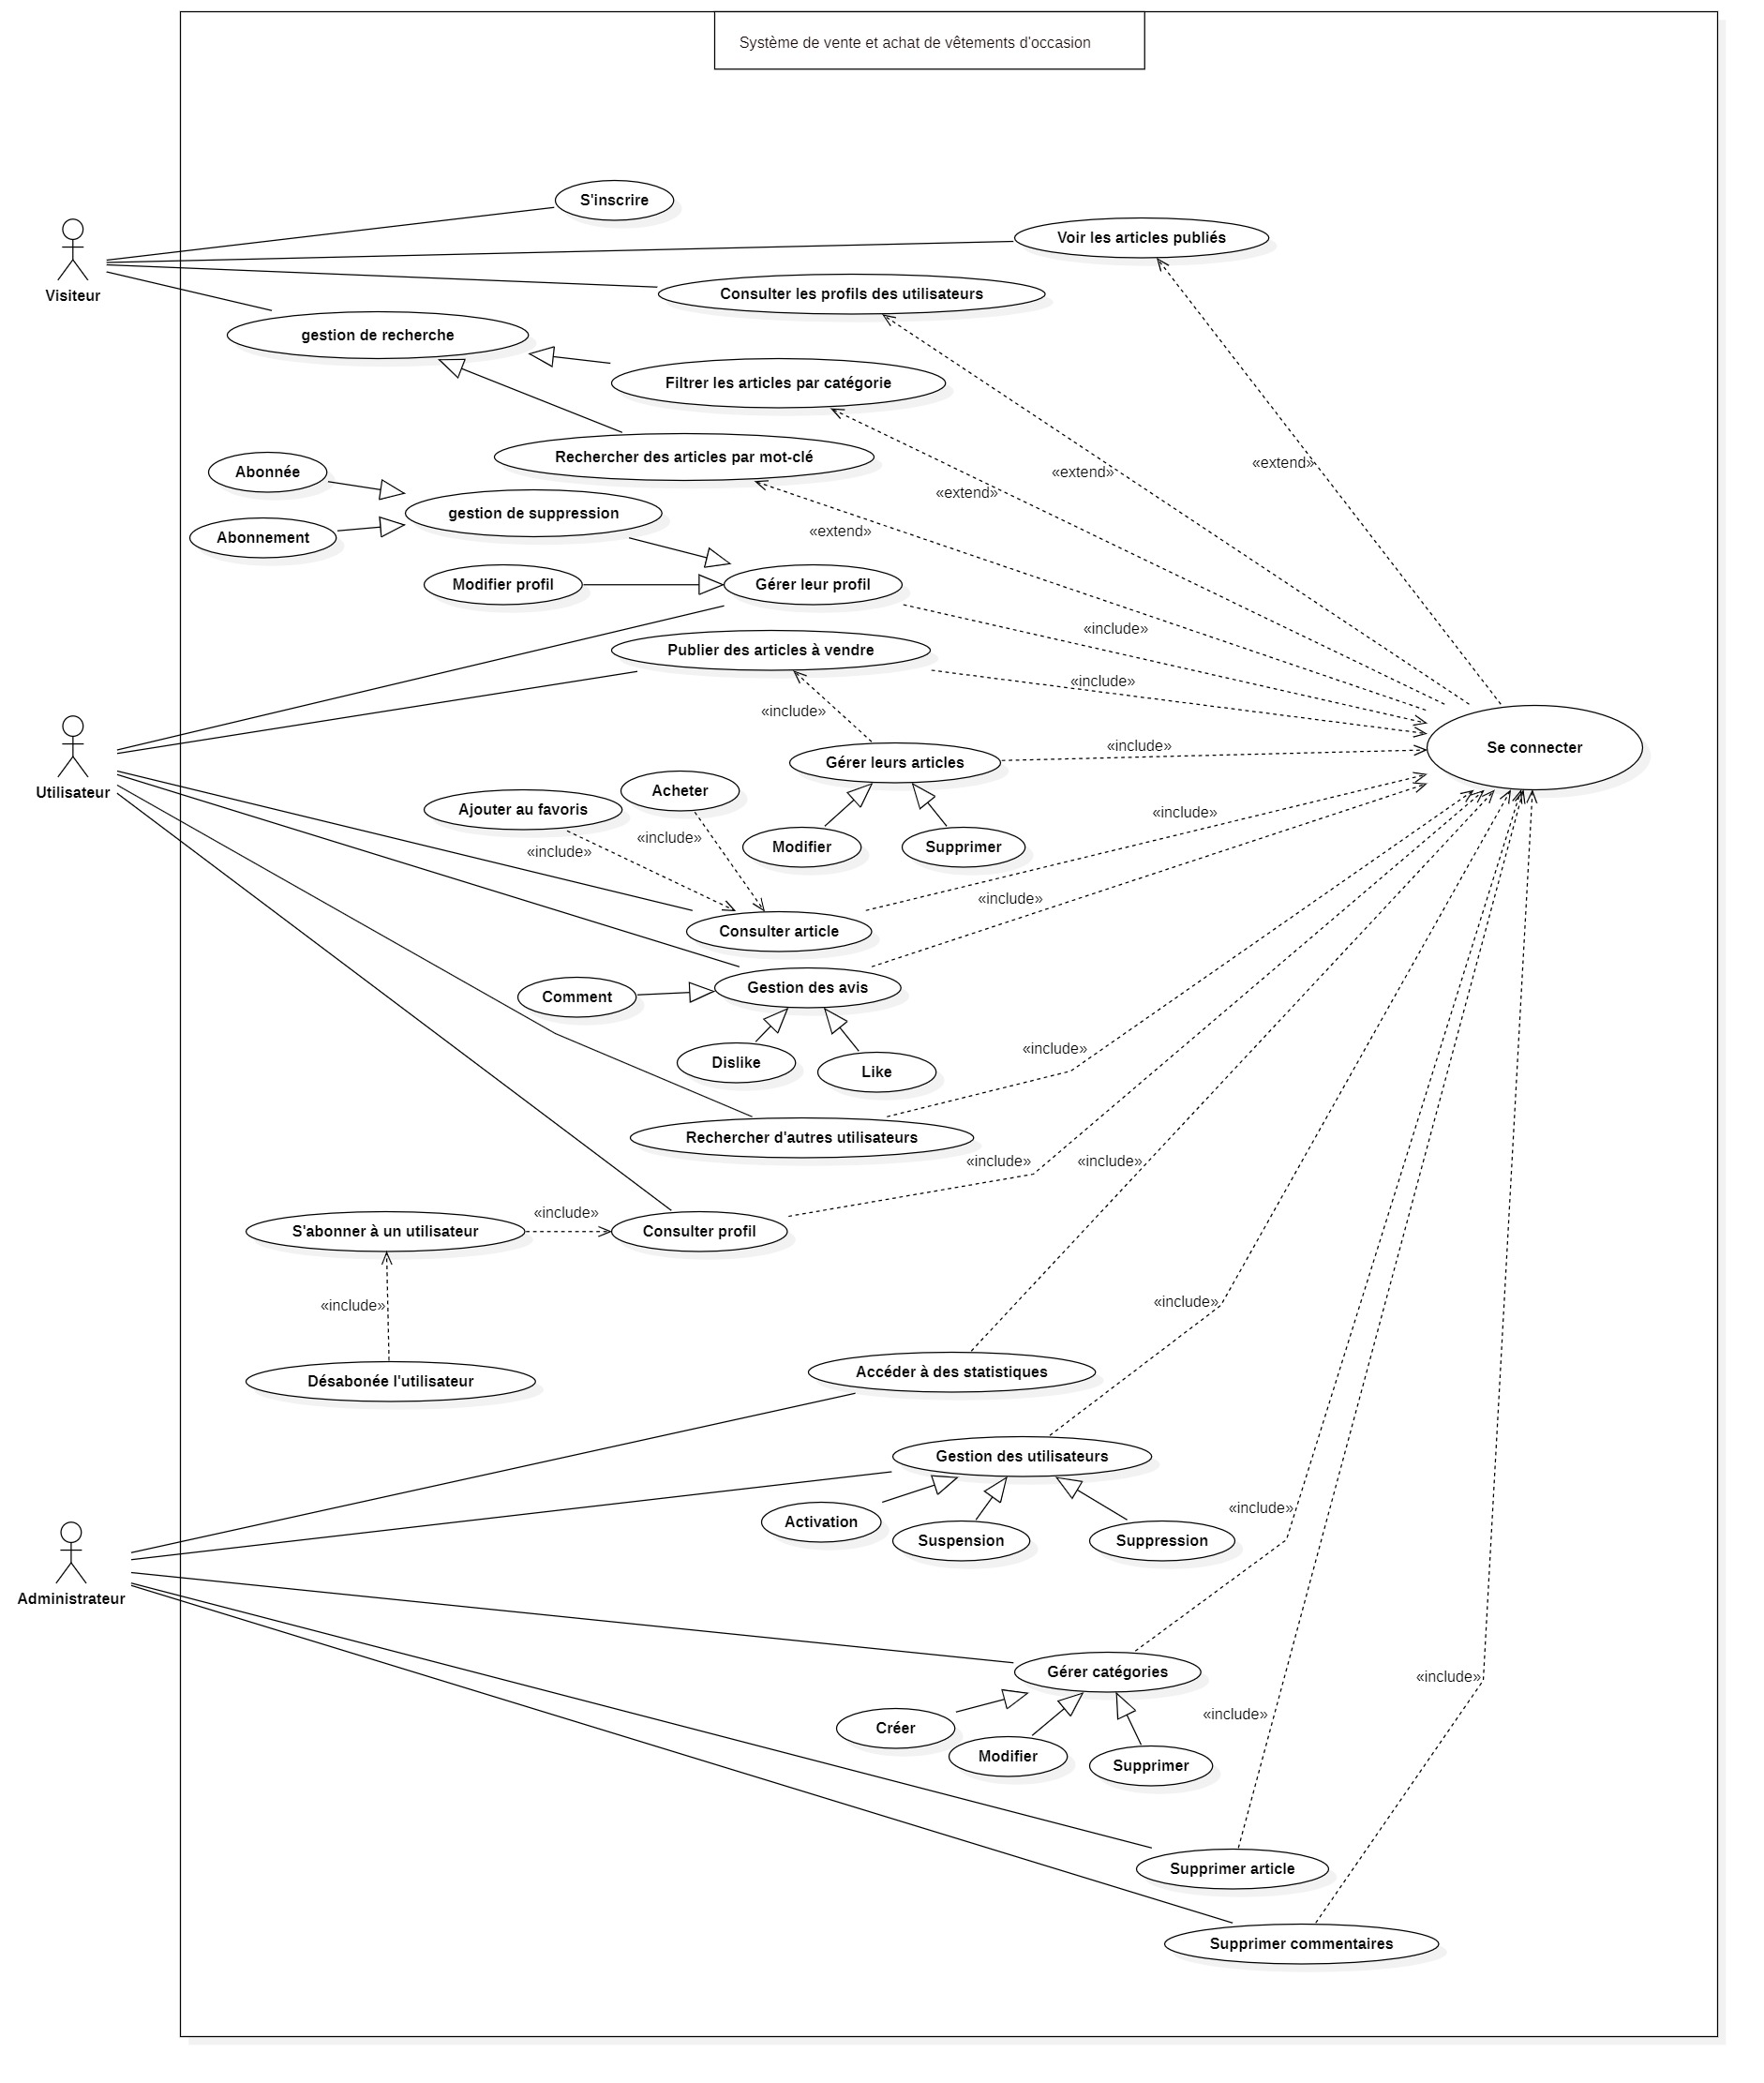 Système de vente et achat de vêtements d'occasion
S'inscrire
Voir les articles publiés
Visiteur
Consulter les profils des utilisateurs
gestion de recherche
Filtrer les articles par catégorie
Rechercher des articles par mot-clé
«extend»
Abonnée
«extend»
«extend»
gestion de suppression
«extend»
Abonnement
Modifier profil
Gérer leur profil
«include»
Publier des articles à vendre
«include»
«include»
Se connecter
«include»
Gérer leurs articles
Utilisateur
Acheter
Ajouter au favoris
«include»
«include»
Modifier
Supprimer
«include»
«include»
Consulter article
Gestion des avis
Comment
«include»
Dislike
Like
Rechercher d'autres utilisateurs
«include»
«include»
«include»
S'abonner à un utilisateur
Consulter profil
«include»
«include»
Accéder à des statistiques
Désabonée l'utilisateur
Gestion des utilisateurs
«include»
Activation
Suspension
Suppression
Administrateur
Gérer catégories
«include»
«include»
Créer
Modifier
Supprimer
Supprimer article
Supprimer commentaires